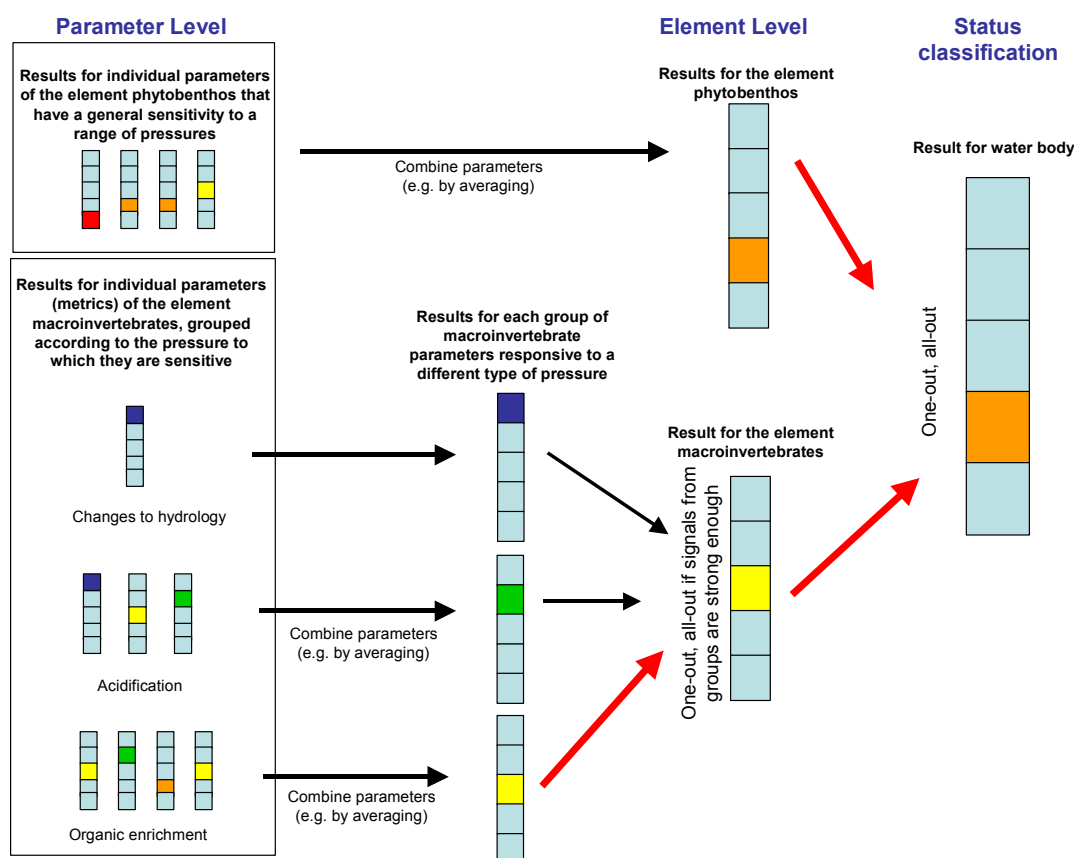 Parameter Level
Element Level
Status
classification
Results for individual parameters
of the element phytobenthos that
have a general sensitivity to a
range of pressures
Combine parameters
(e.g. by averaging)
Results for the element
phytobenthos
Result for water body
One-out, all-out
Results for individual parameters
(metrics) of the element
macroinvertebrates, grouped
according to the pressure to
which they are sensitive
Results for each group of
macroinvertebrate
parameters responsive to a
different type of pressure
Changes to hydrology
Result for the element
macroinvertebrates
One-out, all-out if signals from
groups are strong enough
Acidification
Combine parameters
(e.g. by averaging)
Organic enrichment
Combine parameters
(e.g. by averaging)